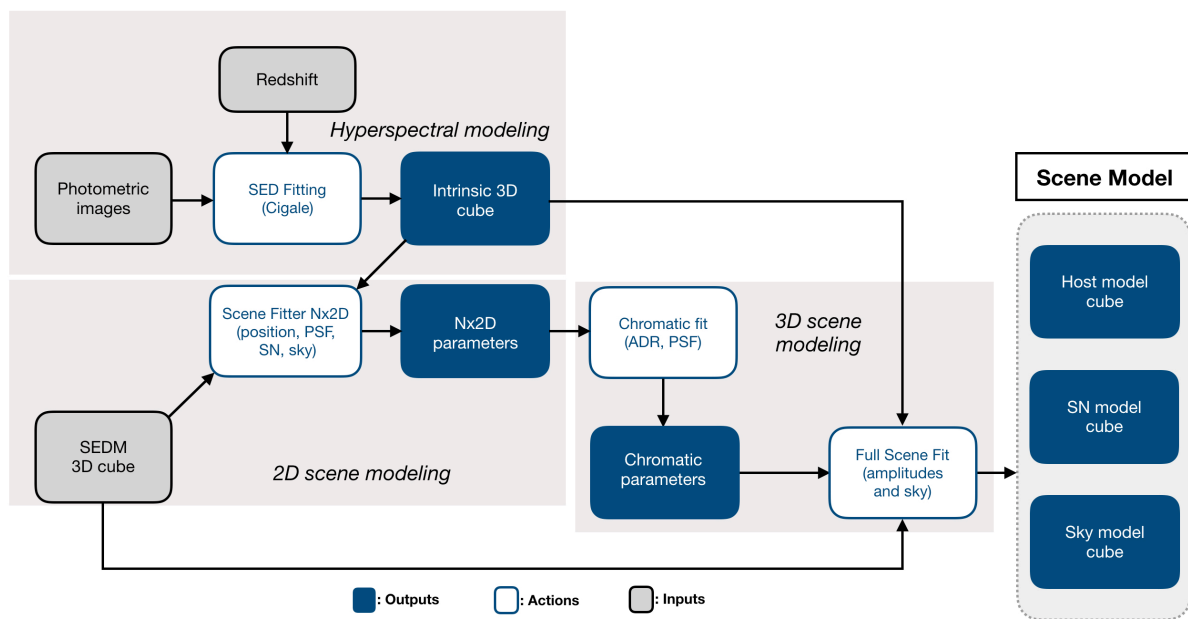 Redshift
Hyperspectral modeling
Photometric
images
SED Fitting
(Cigale)
Intrinsic 3D
cube
Scene Model
Host model
cube
SN model
cube
Sky model
cube
Scene Fitter Nx2D
(position, PSF,
SN, sky)
Nx2D
parameters
Chromatic fit
(ADR, PSF)
3D scene
modeling
SEDM
3D cube
2D scene modeling
Chromatic
parameters
Full Scene Fit
(amplitudes
and sky)
: Outputs
: Actions
: Inputs